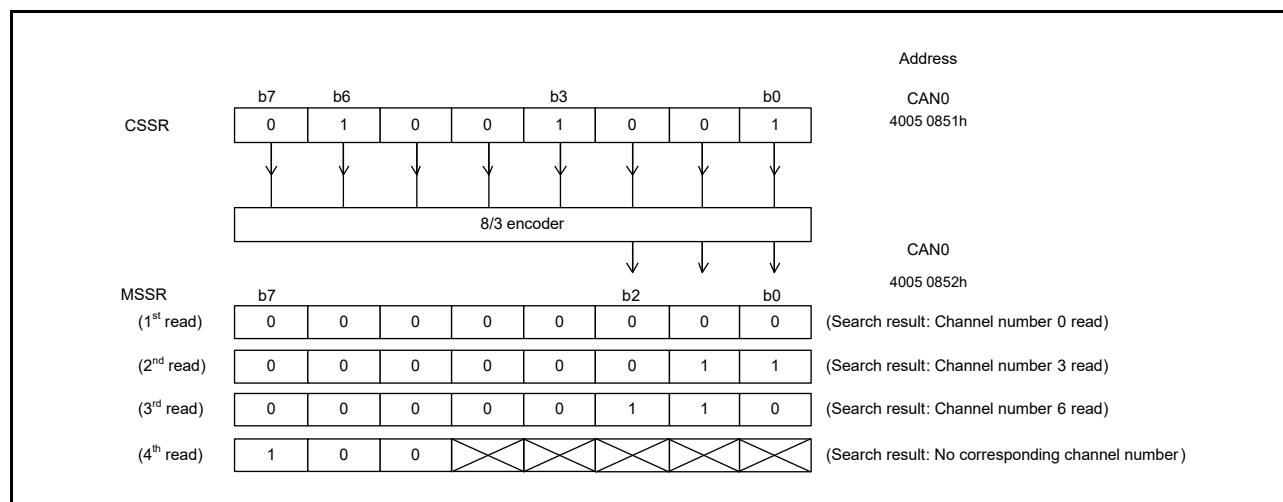 Address
b7 b6 b3 b0 CAN0
CSSR 0 1 0 0 1 0 0 1 4005 0851h
8/3 encoder
CAN0
4005 0852h
MSSR b7 b2 b0
(1st read) 0 0 0 0 0 0 0 0 (Search result: Channel number 0 read)
(2nd read) 0 0 0 0 0 0 1 1 (Search result: Channel number 3 read)
(3rd read) 0 0 0 0 0 1 1 0 (Search result: Channel number 6 read)
(4th read) 1 0 0 (Search result: No corresponding channel number)